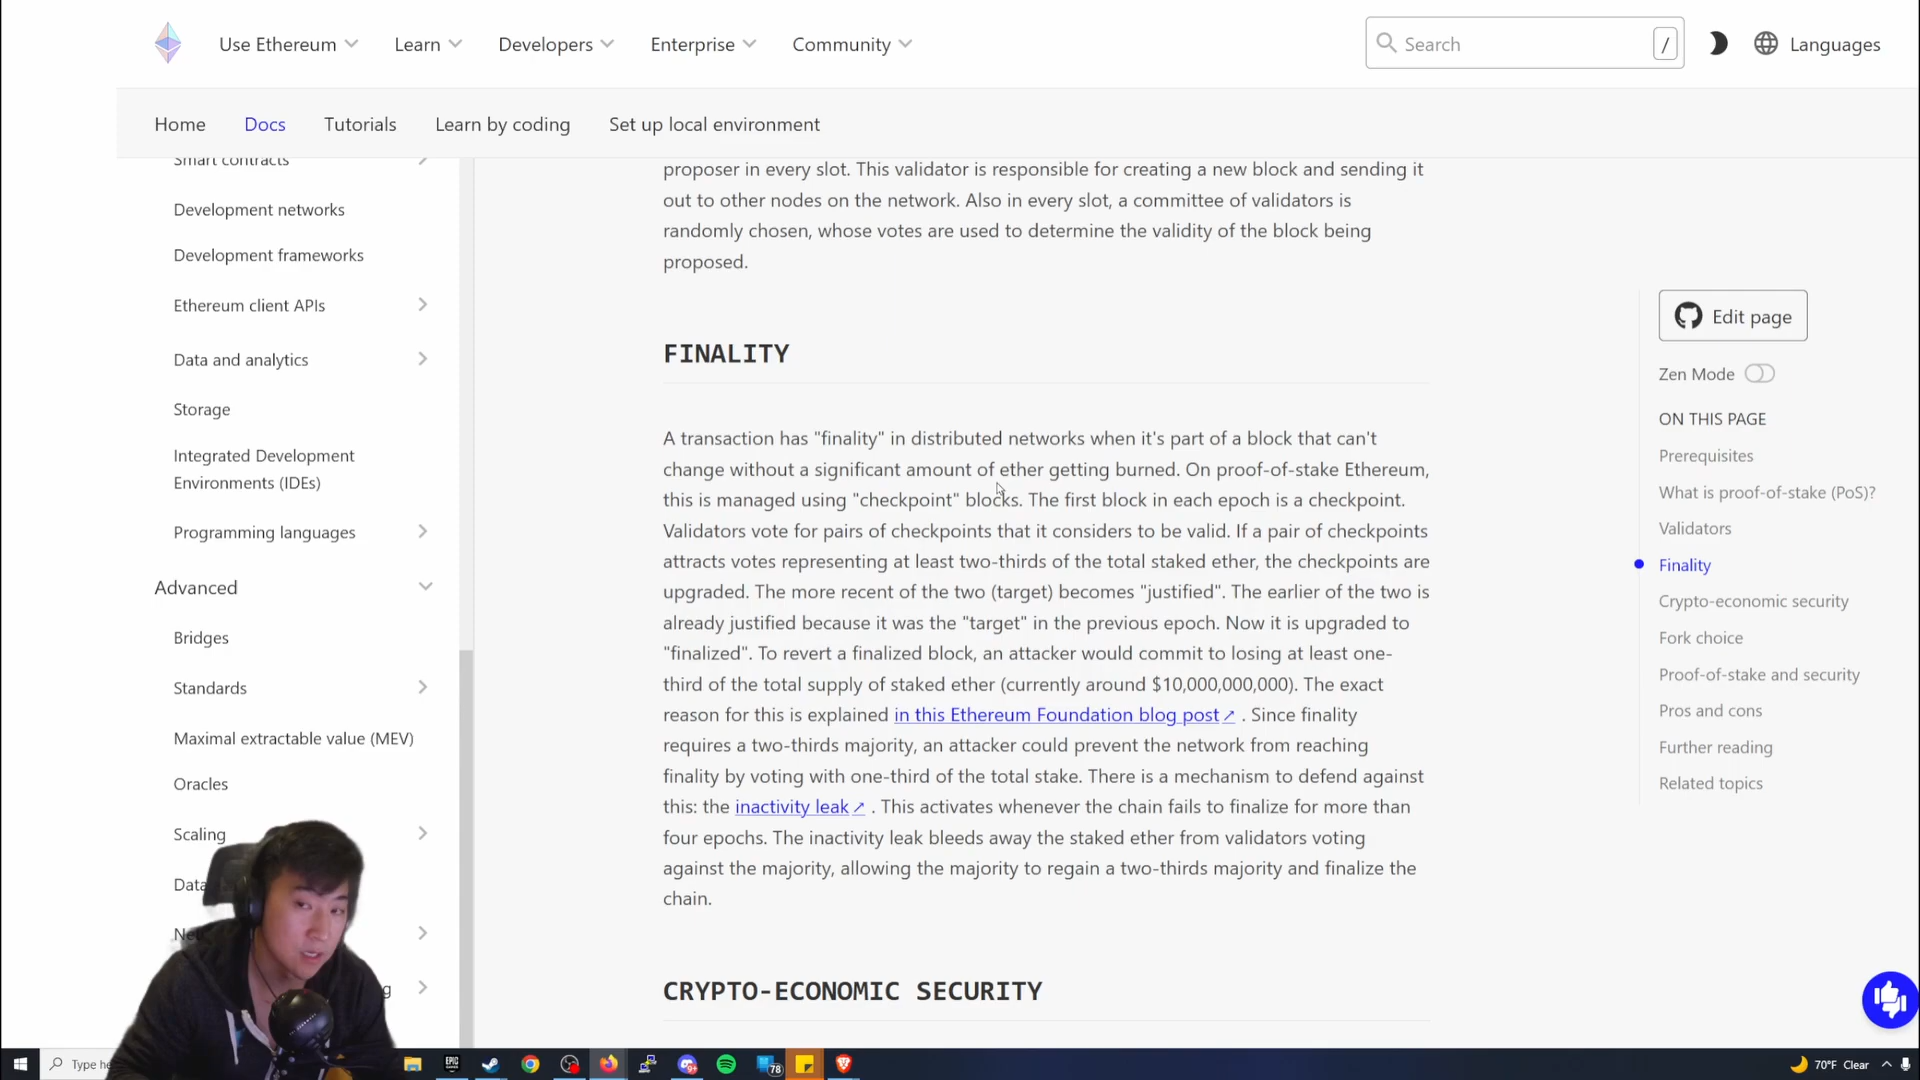 Use Ethereum
Learn
Developers
Enterprise
Community
Search
/
Languages
Home
Docs
Tutorials
Learn by coding
Set up local environment
Smart contracts
Development networks
Development frameworks
Ethereum client APIs
Data and analytics
Storage
Integrated Development
Environments (IDEs)
Programming languages
Advanced
Bridges
Standards
Maximal extractable value (MEV)
Oracles
Scaling
proposer in every slot. This validator is responsible for creating a new block and sending it
out to other nodes on the network. Also in every slot, a committee of validators is
randomly chosen, whose votes are used to determine the validity of the block being
proposed.
FINALITY
A transaction has "finality" in distributed networks when it's part of a block that can't
change without a significant amount of ether getting burned. On proof-of-stake Ethereum,
this is managed using "checkpoint" blocks. The first block in each epoch is a checkpoint.
Validators vote for pairs of checkpoints that it considers to be valid. If a pair of checkpoints
attracts votes representing at least two-thirds of the total staked ether, the checkpoints are
upgraded. The more recent of the two (target) becomes "justified". The earlier of the two is
already justified because it was the "target" in the previous epoch. Now it is upgraded to
"finalized". To revert a finalized block, an attacker would commit to losing at least one-
third of the total supply of staked ether (currently around $10,000,000,000). The exact
reason for this is explained in this Ethereum Foundation blog post↗ . Since finality
requires a two-thirds majority, an attacker could prevent the network from reaching
finality by voting with one-third of the total stake. There is a mechanism to defend against
this: the inactivity leak↗ . This activates whenever the chain fails to finalize for more than
four epochs. The inactivity leak bleeds away the staked ether from validators voting
against the majority, allowing the majority to regain a two-thirds majority and finalize the
chain.
CRYPTO-ECONOMIC SECURITY
Edit page
Zen Mode
ON THIS PAGE
Prerequisites
What is proof-of-stake (PoS)?
Validators
Finality
Crypto-economic security
Fork choice
Proof-of-stake and security
Pros and cons
Further reading
Related topics
Type
EPIC
78
70°F Clear